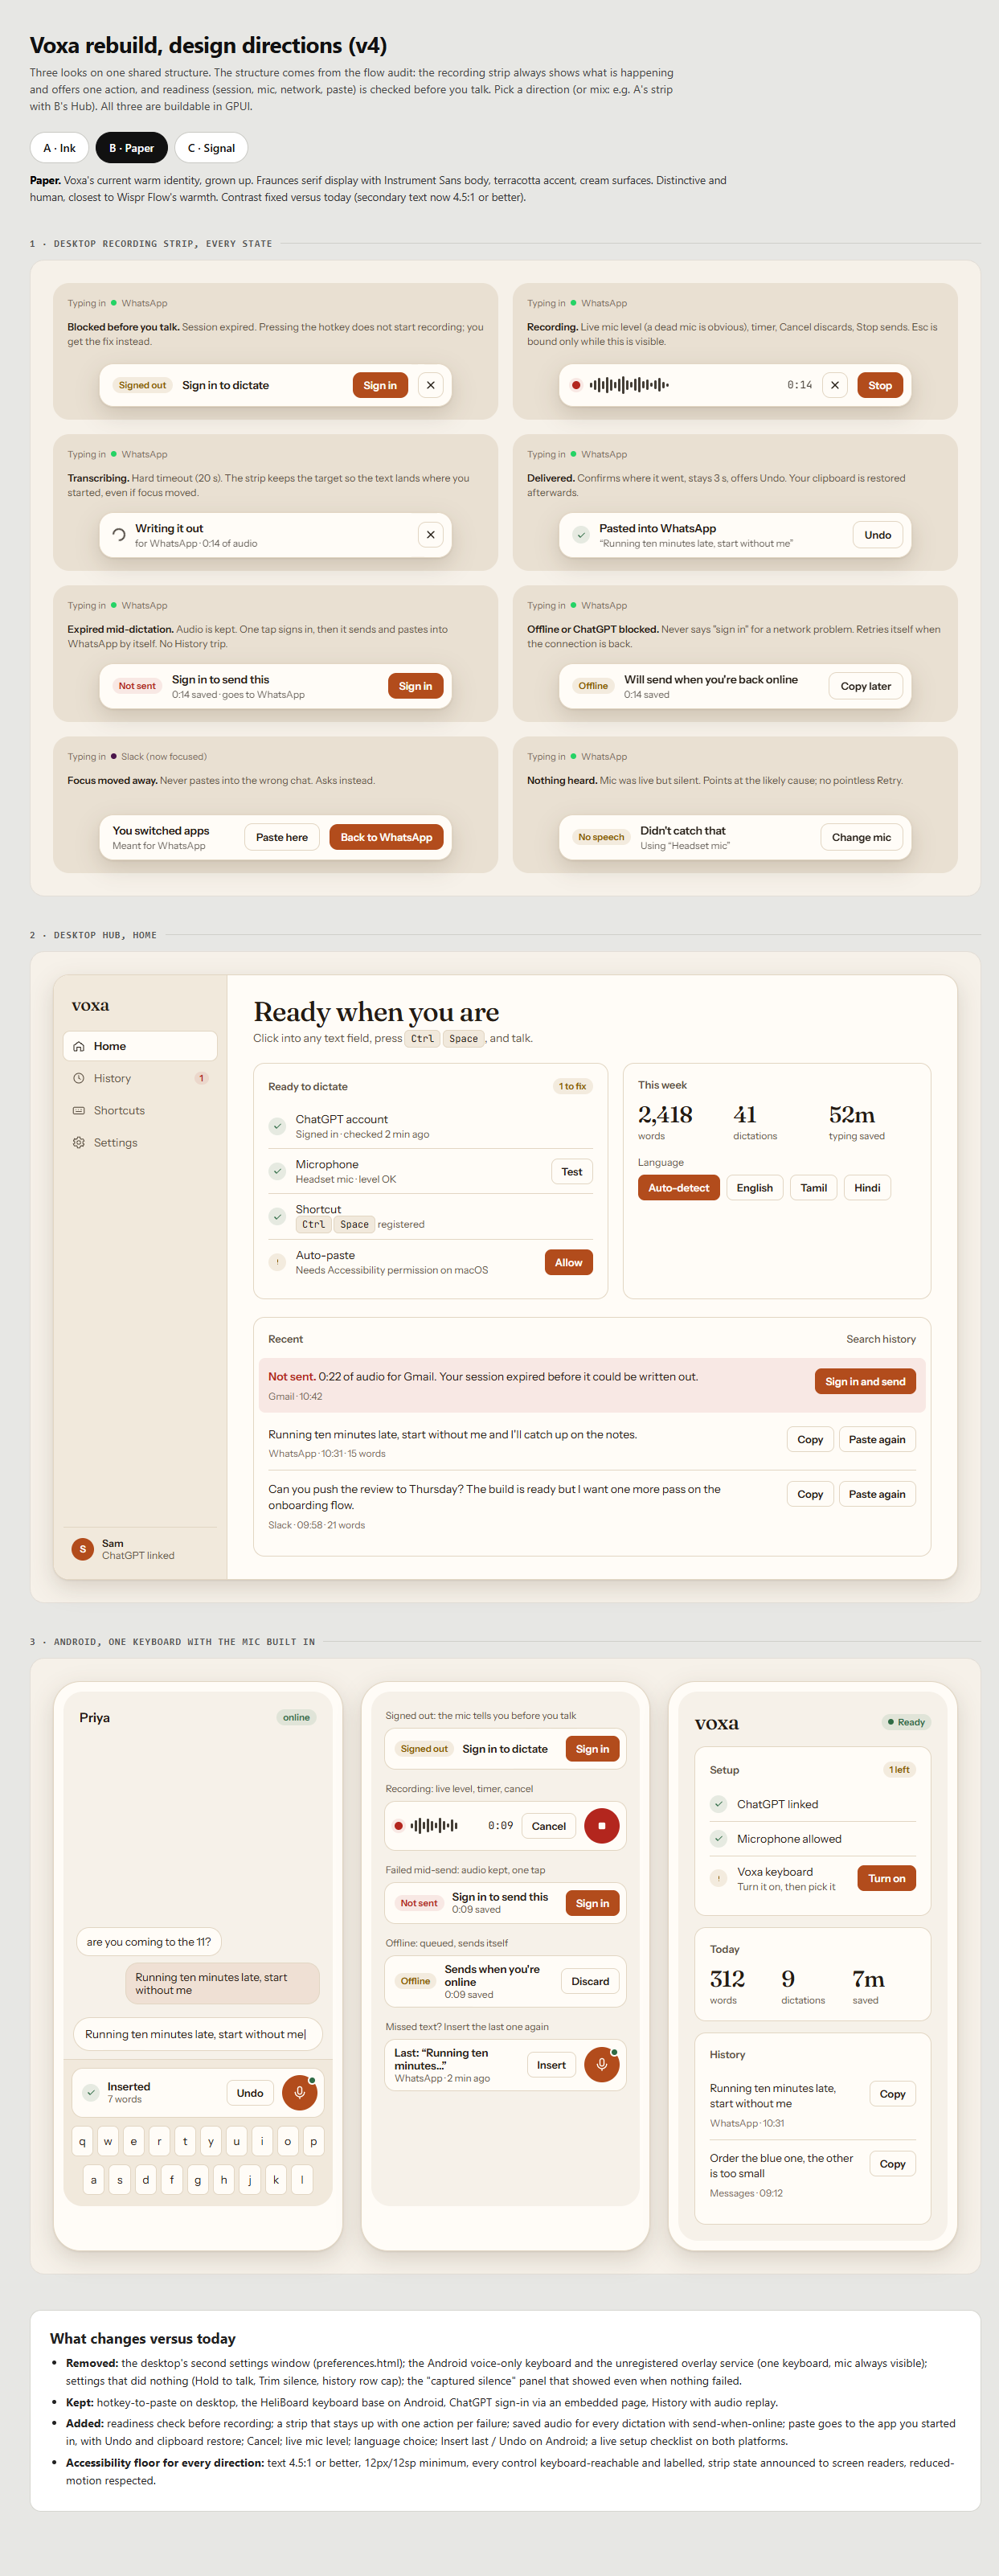 Voxa rebuild, design directions (v4)
Three looks on one shared structure. The structure comes from the flow audit: the recording strip always shows what is happening
and offers one action, and readiness (session, mic, network, paste) is checked before you talk. Pick a direction (or mix: e.g. A's strip
with B's Hub). All three are buildable in GPUI.
A · Ink
B · Paper
C · Signal
Paper. Voxa's current warm identity, grown up. Fraunces serif display with Instrument Sans body, terracotta accent, cream surfaces. Distinctive and
human, closest to Wispr Flow's warmth. Contrast fixed versus today (secondary text now 4.5:1 or better).
1 · DESKTOP RECORDING STRIP, EVERY STATE
Typing in WhatsApp
Blocked before you talk. Session expired. Pressing the hotkey does not start recording; you
get the fix instead.
Signed out Sign in to dictate Sign in
Typing in WhatsApp
Recording. Live mic level (a dead mic is obvious), timer, Cancel discards, Stop sends. Esc is
bound only while this is visible.
0:14 Stop
Typing in WhatsApp
Transcribing. Hard timeout (20 s). The strip keeps the target so the text lands where you
started, even if focus moved.
Writing it out
for WhatsApp · 0:14 of audio
Typing in WhatsApp
Delivered. Confirms where it went, stays 3 s, offers Undo. Your clipboard is restored
afterwards.
Pasted into WhatsApp
“Running ten minutes late, start without me”
Undo
Typing in WhatsApp
Expired mid-dictation. Audio is kept. One tap signs in, then it sends and pastes into
WhatsApp by itself. No History trip.
Not sent
Sign in to send this
0:14 saved · goes to WhatsApp
Sign in
Typing in WhatsApp
Offline or ChatGPT blocked. Never says "sign in" for a network problem. Retries itself when
the connection is back.
Offline
Will send when you're back online
0:14 saved
Copy later
Typing in Slack (now focused)
Focus moved away. Never pastes into the wrong chat. Asks instead.
You switched apps
Meant for WhatsApp
Paste here
Back to WhatsApp
Typing in WhatsApp
Nothing heard. Mic was live but silent. Points at the likely cause; no pointless Retry.
No speech
Didn't catch that
Using “Headset mic”
Change mic
2 · DESKTOP HUB, HOME
voxa
Home
History 1
Shortcuts
Settings
S
Sam
ChatGPT linked
Ready when you are
Click into any text field, press Ctrl Space, and talk.
Ready to dictate 1 to fix
ChatGPT account
Signed in · checked 2 min ago
Microphone
Headset mic · level OK
Test
Shortcut
Ctrl Space registered
!
Auto-paste
Needs Accessibility permission on macOS
Allow
This week
2,418 41 52m
words dictations typing saved
Language
Auto-detect English Tamil Hindi
Recent Search history
Not sent. 0:22 of audio for Gmail. Your session expired before it could be written out.
Gmail · 10:42
Sign in and send
Running ten minutes late, start without me and I'll catch up on the notes.
WhatsApp · 10:31 · 15 words
Copy Paste again
Can you push the review to Thursday? The build is ready but I want one more pass on the
onboarding flow.
Slack · 09:58 · 21 words
Copy Paste again
3 · ANDROID, ONE KEYBOARD WITH THE MIC BUILT IN
Priya online
are you coming to the 11?
Running ten minutes late, start
without me
Running ten minutes late, start without me|
Inserted
7 words
Undo
q w e r t y u i o p
a s d f g h j k l
Signed out: the mic tells you before you talk
Signed out Sign in to dictate Sign in
Recording: live level, timer, cancel
0:09 Cancel
Failed mid-send: audio kept, one tap
Not sent
Sign in to send this
0:09 saved
Sign in
Offline: queued, sends itself
Offline
Sends when you're
online
0:09 saved
Discard
Missed text? Insert the last one again
Last: “Running ten
minutes...”
WhatsApp · 2 min ago
Insert
voxa Ready
Setup 1 left
ChatGPT linked
Microphone allowed
!
Voxa keyboard
Turn it on, then pick it
Turn on
Today
312 9 7m
words dictations saved
History
Running ten minutes late,
start without me
WhatsApp · 10:31
Copy
Order the blue one, the other
is too small
Messages · 09:12
Copy
What changes versus today
• Removed: the desktop's second settings window (preferences.html); the Android voice-only keyboard and the unregistered overlay service (one keyboard, mic always visible);
settings that did nothing (Hold to talk, Trim silence, history row cap); the "captured silence" panel that showed even when nothing failed.
• Kept: hotkey-to-paste on desktop, the HeliBoard keyboard base on Android, ChatGPT sign-in via an embedded page, History with audio replay.
• Added: readiness check before recording; a strip that stays up with one action per failure; saved audio for every dictation with send-when-online; paste goes to the app you started
in, with Undo and clipboard restore; Cancel; live mic level; language choice; Insert last / Undo on Android; a live setup checklist on both platforms.
• Accessibility floor for every direction: text 4.5:1 or better, 12px/12sp minimum, every control keyboard-reachable and labelled, strip state announced to screen readers, reduced-
motion respected.